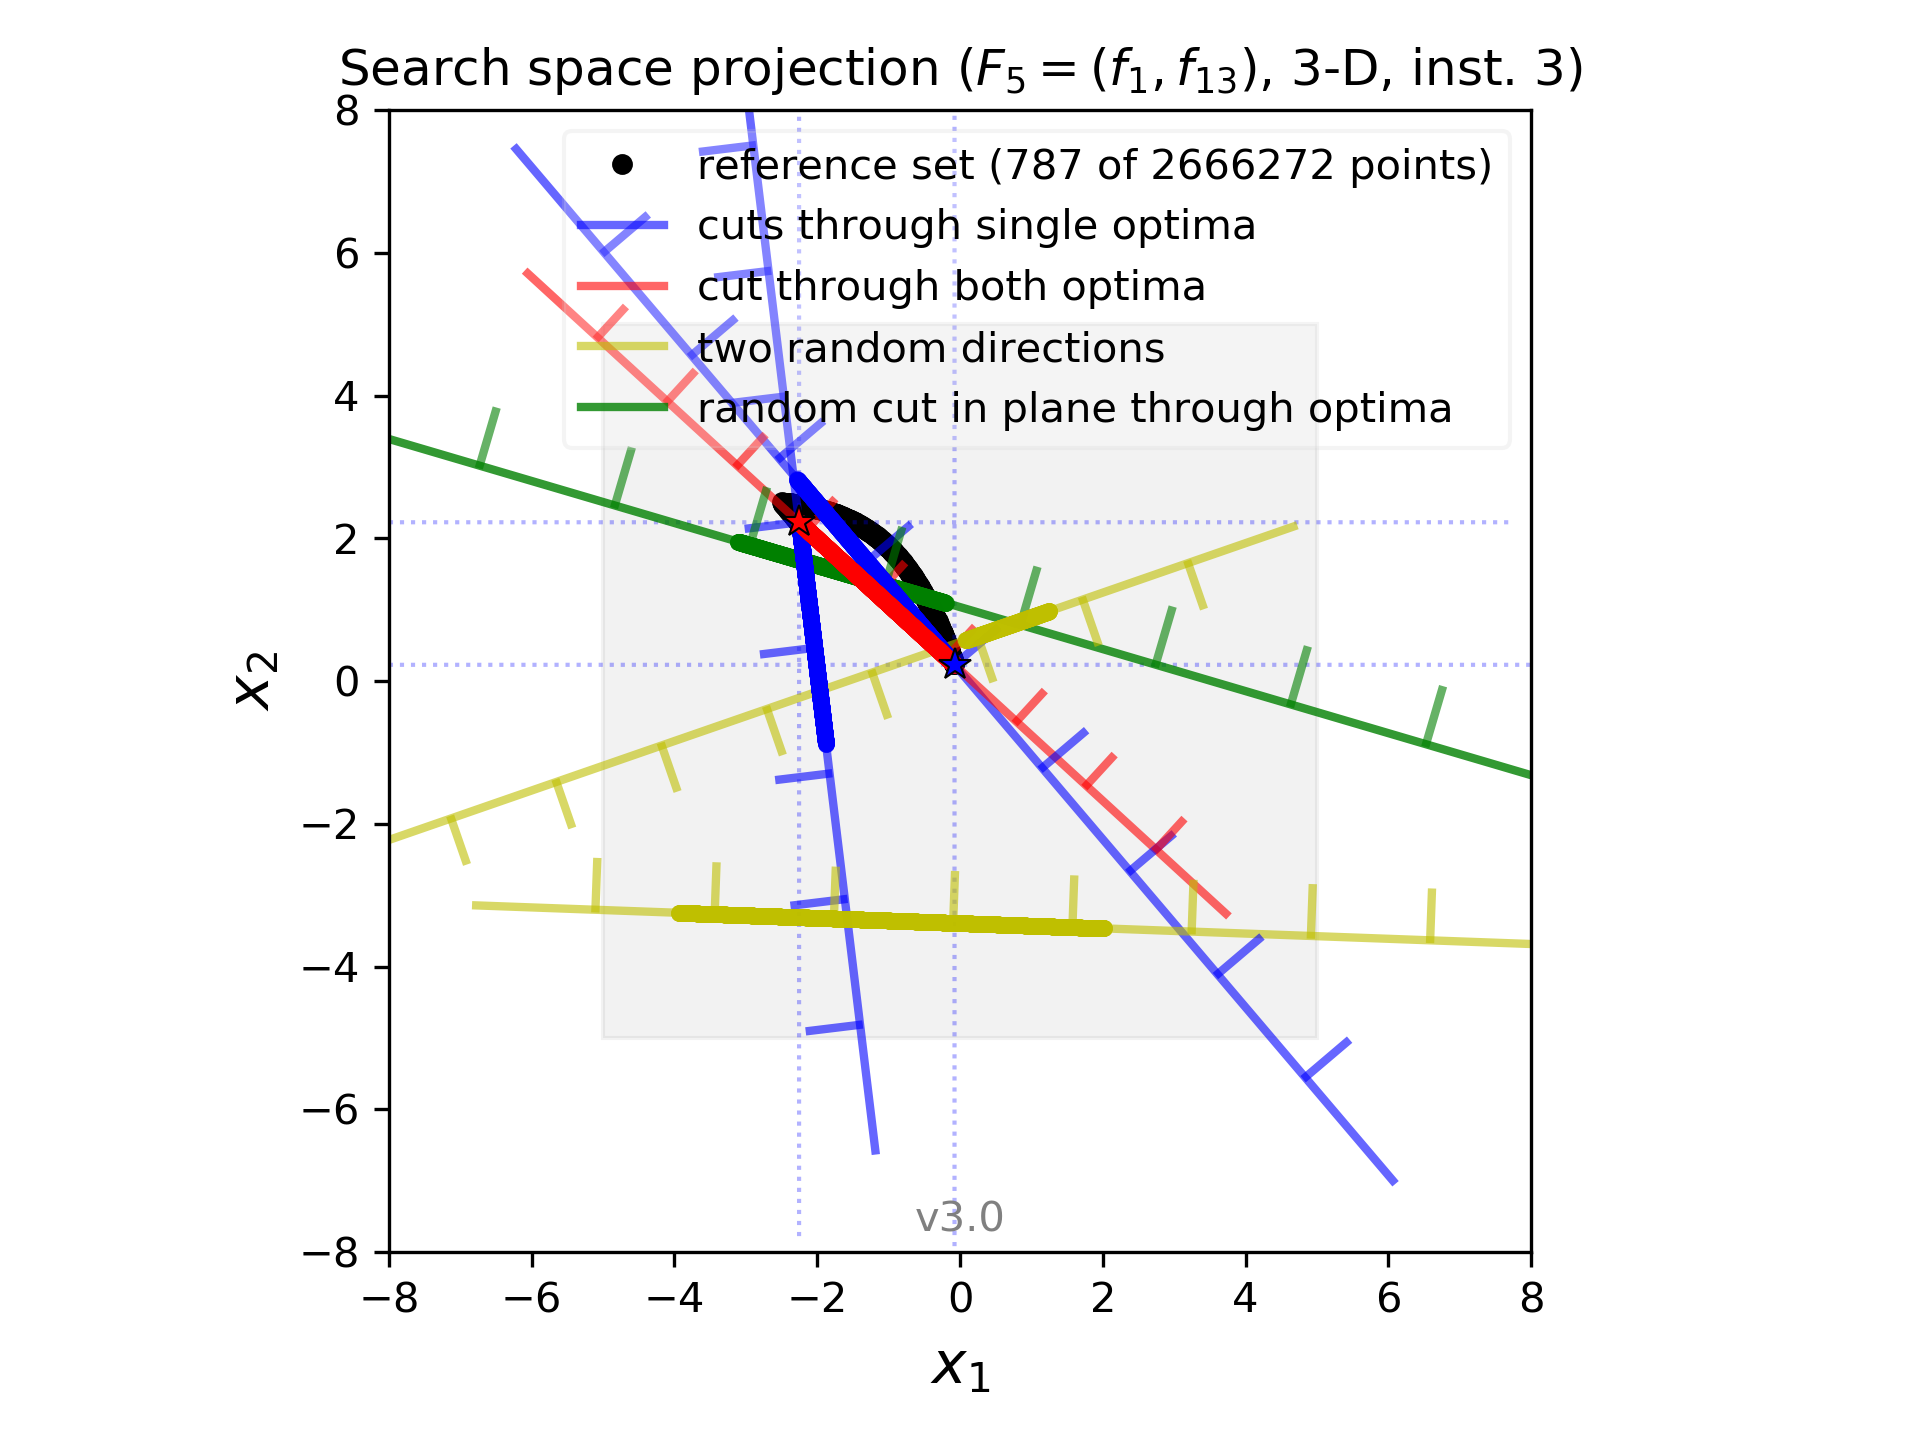 Search space projection (F₅ = (f₁, f₁₃), 3-D, inst. 3)
reference set (787 of 2666272 points)
cuts through single optima
cut through both optima
two random directions
random cut in plane through optima
8
6
4
2
0
−2
−4
−6
−8
x₂
v3.0
−8 −6 −4 −2 0 2 4 6 8
x₁